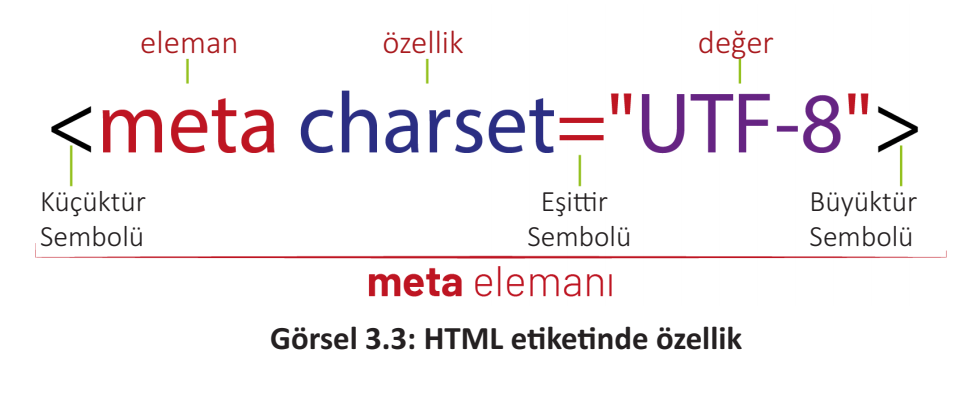 eleman özellik değer
<meta charset="UTF-8">
Küçüktür Eşittir Büyüktür
Sembolü Sembolü Sembolü
meta elemanı
Görsel 3.3: HTML etiketinde özellik